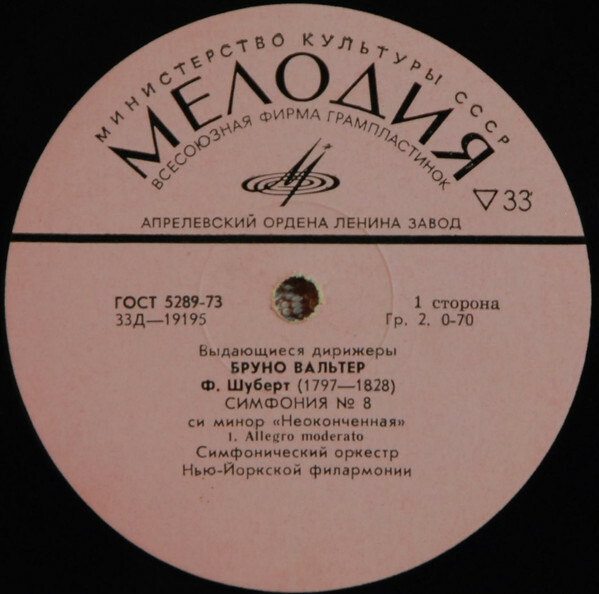 МИНИСТЕРСТВО КУЛЬТУРЫ СССР
МЕЛОДИЯ
ВСЕСОЮЗНАЯ ФИРМА ГРАМПЛАСТИНОК
▽33
АПРЕЛЕВСКИЙ ОРДЕНА ЛЕНИНА ЗАВОД
ГОСТ 5289-73
1 сторона
33Д—19195
Гр. 2, 0-70
Выдающиеся дирижеры
БРУНО ВАЛЬТЕР
Ф. Шуберт (1797—1828)
СИМФОНИЯ № 8
си минор «Неоконченная»
1. Allegro moderato
Симфонический оркестр
Нью-Йоркской филармонии